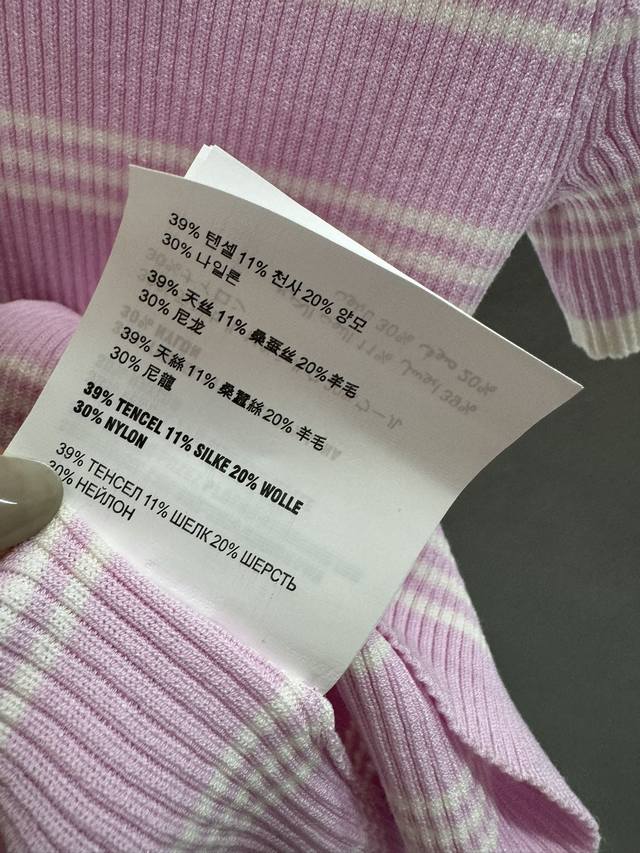 39% 텐셀 11% 천사 20% 양모
30% 나일론
39% 天丝 11% 桑蚕丝 20% 羊毛
30% 尼龙
39% 天絲 11% 桑蠶絲 20% 羊毛
30% 尼龍
39% TENCEL 11% SILKE 20% WOLLE
30% NYLON
39% ТЕНСЕЛ 11% ШЕЛК 20% ШЕРСТЬ
30% НЕЙЛОН